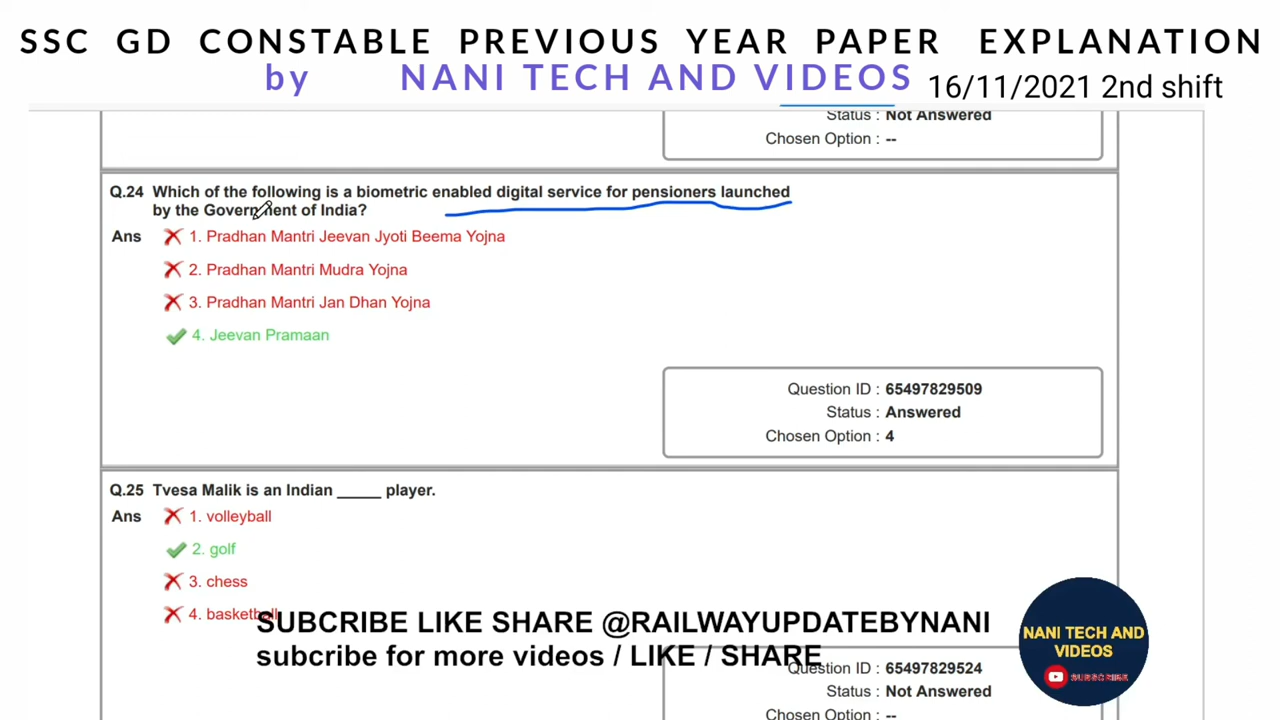 SSC GD CONSTABLE PREVIOUS YEAR PAPER EXPLANATION
by NANI TECH AND VIDEOS 16/11/2021 2nd shift
Status : Not Answered
Chosen Option : --
Q.24 Which of the following is a biometric enabled digital service for pensioners launched
by the Government of India?
Ans 1. Pradhan Mantri Jeevan Jyoti Beema Yojna
2. Pradhan Mantri Mudra Yojna
3. Pradhan Mantri Jan Dhan Yojna
4. Jeevan Pramaan
Question ID : 65497829509
Status : Answered
Chosen Option : 4
Q.25 Tvesa Malik is an Indian _____ player.
Ans 1. volleyball
2. golf
3. chess
4. basketball
SUBCRIBE LIKE SHARE @RAILWAYUPDATEBYNANI
subcribe for more videos / LIKE / SHARE
NANI TECH AND
VIDEOS
Question ID : 65497829524
Status : Not Answered
Chosen Option : --